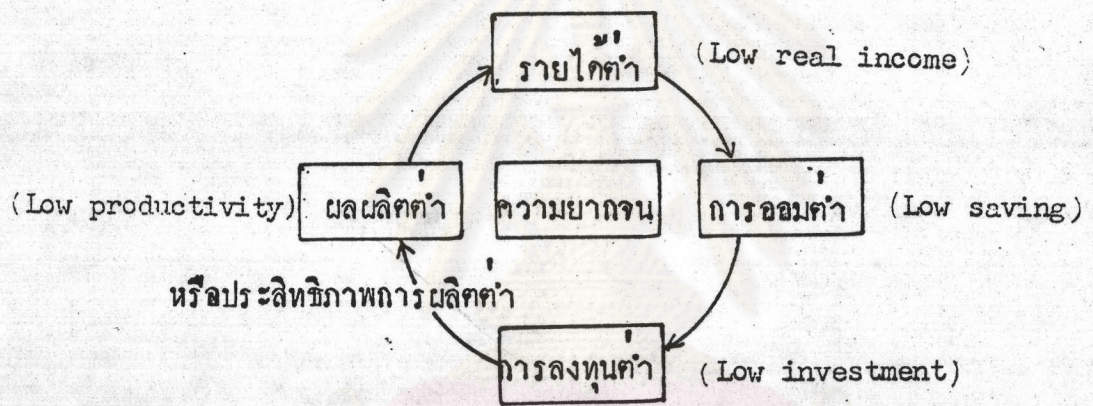 รายได้ต่ำ (Low real income)
(Low productivity) ผลผลิตต่ำ ความยากจน การออมต่ำ (Low saving)
หรือประสิทธิภาพการผลิตต่ำ
การลงทุนต่ำ (Low investment)